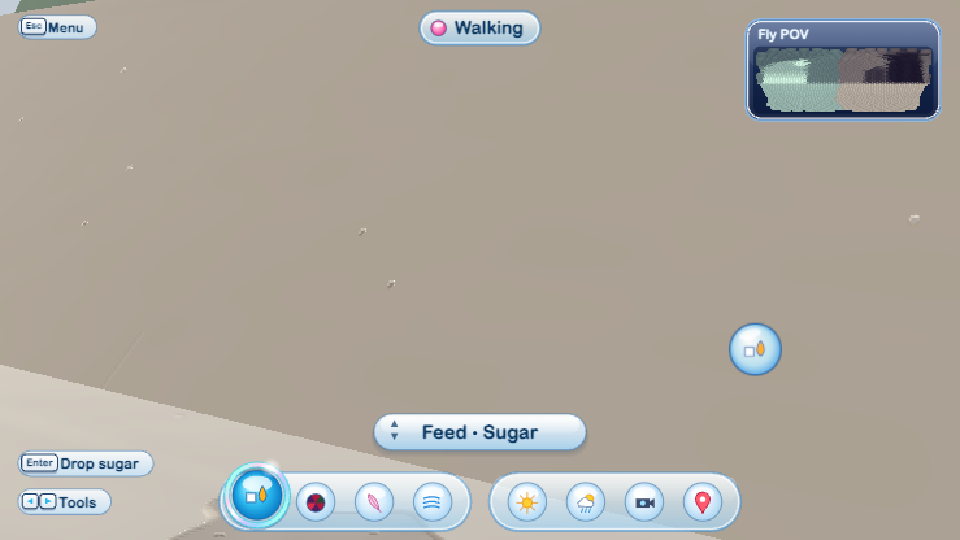 Esc Menu
Walking
Fly POV
Feed · Sugar
Enter Drop sugar
Tools